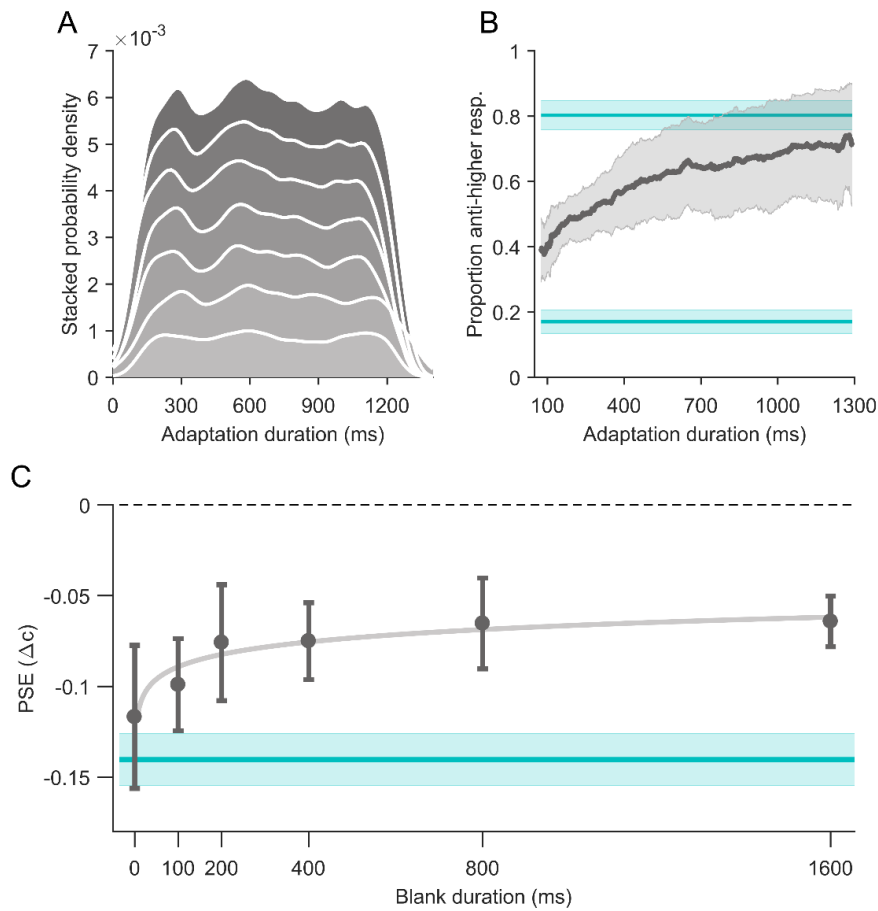 A
×10⁻³
7
6
5
4
3
2
1
0
Stacked probability density
0 300 600 900 1200
Adaptation duration (ms)
B
1
0.8
0.6
0.4
0.2
0
Proportion anti-higher resp.
100 400 700 1000 1300
Adaptation duration (ms)
C
0
-0.05
-0.1
-0.15
PSE (Δc)
0 100 200 400 800 1600
Blank duration (ms)